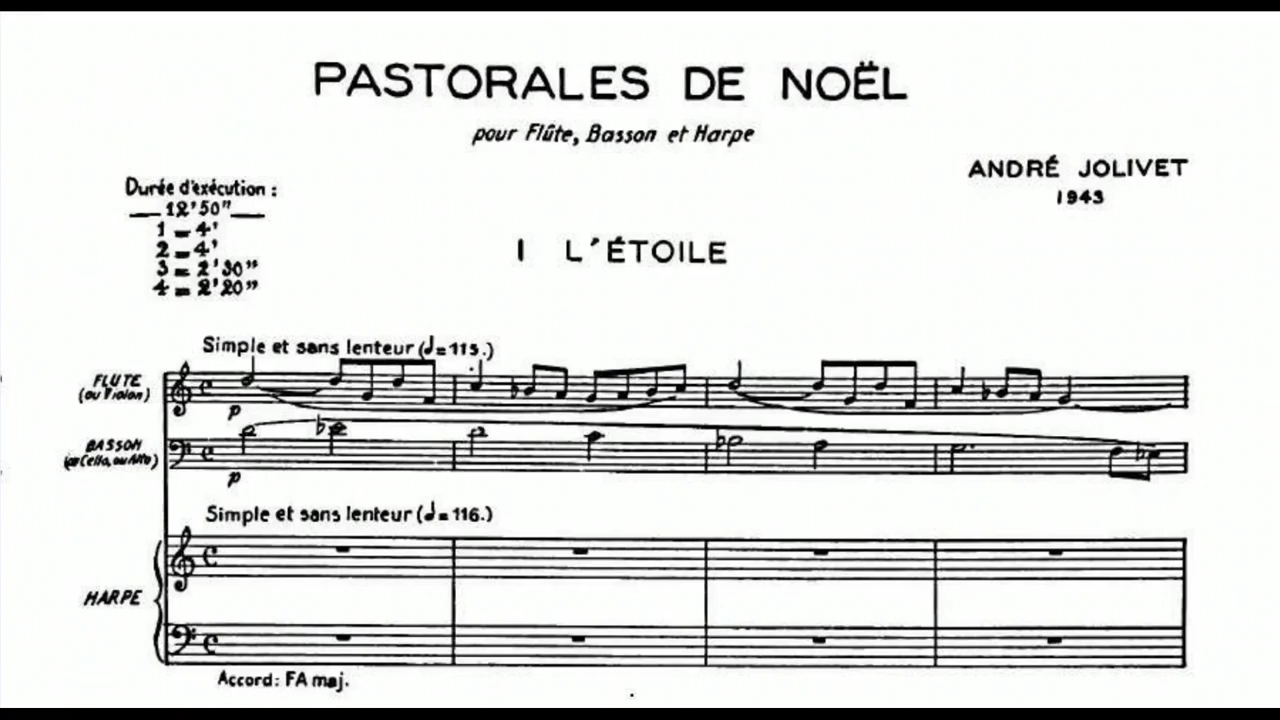 PASTORALES DE NOËL
pour Flûte, Basson et Harpe
ANDRÉ JOLIVET
1943
Durée d'exécution :
12'50"
1 = 4'
2 = 4'
3 = 2'30"
4 = 2'20"
I L'ÉTOILE
Simple et sans lenteur (𝅗𝅥=115.)
FLUTE
(ou Violon)
p
BASSON
(ou Cello, ou Alto)
p
Simple et sans lenteur (𝅗𝅥=116.)
HARPE
Accord: FA maj.